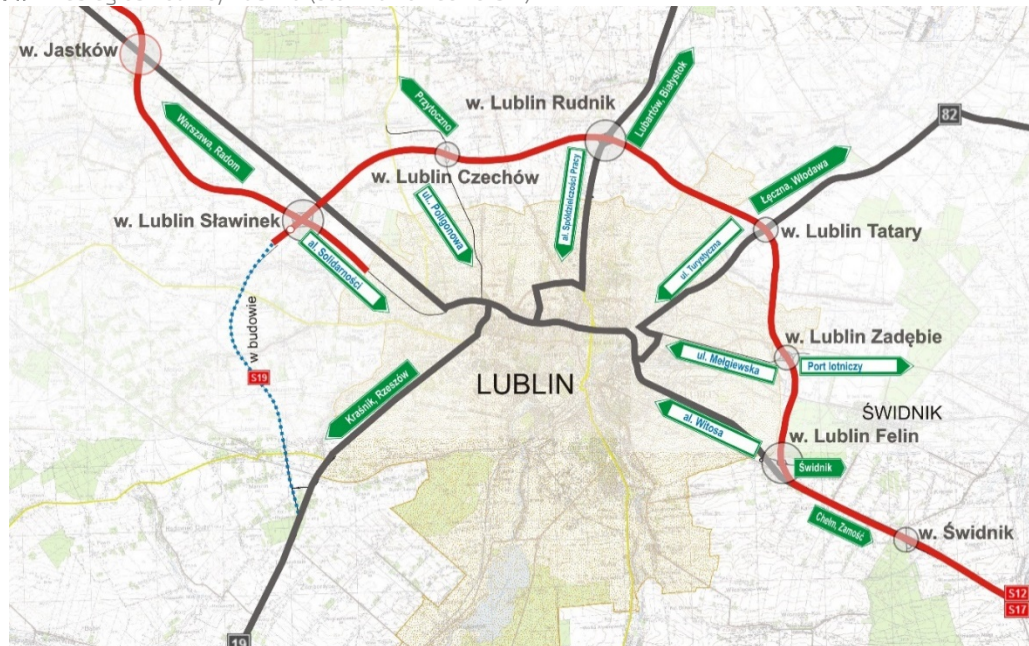 w. Jastków
Warszawa, Radom
w. Lublin Sławinek
al. Solidarności
Przytoczno
w. Lublin Czechów
ul. Poligonowa
w. Lublin Rudnik
Lubartów, Białystok
al. Spółdzielczości Pracy
82
Łęczna, Włodawa
w. Lublin Tatary
ul. Turystyczna
w. Lublin Zadębie
ul. Mełgiewska
Port lotniczy
w budowie
S19
Kraśnik, Rzeszów
LUBLIN
ŚWIDNIK
al. Witosa
w. Lublin Felin
Świdnik
Chełm, Zamość
w. Świdnik
S12
S17
19